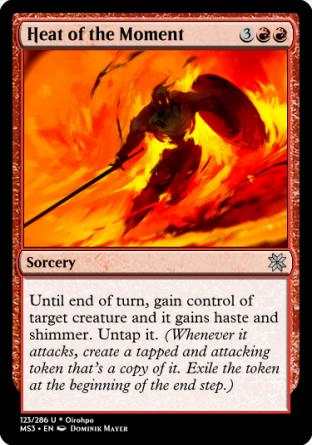 Heat of the Moment 3
Sorcery
Until end of turn, gain control of
target creature and it gains haste and
shimmer. Untap it. (Whenever it
attacks, create a tapped and attacking
token that's a copy of it. Exile the token
at the beginning of the end step.)
123/286 U * Oirohpo
MS3 • EN Dominik Mayer